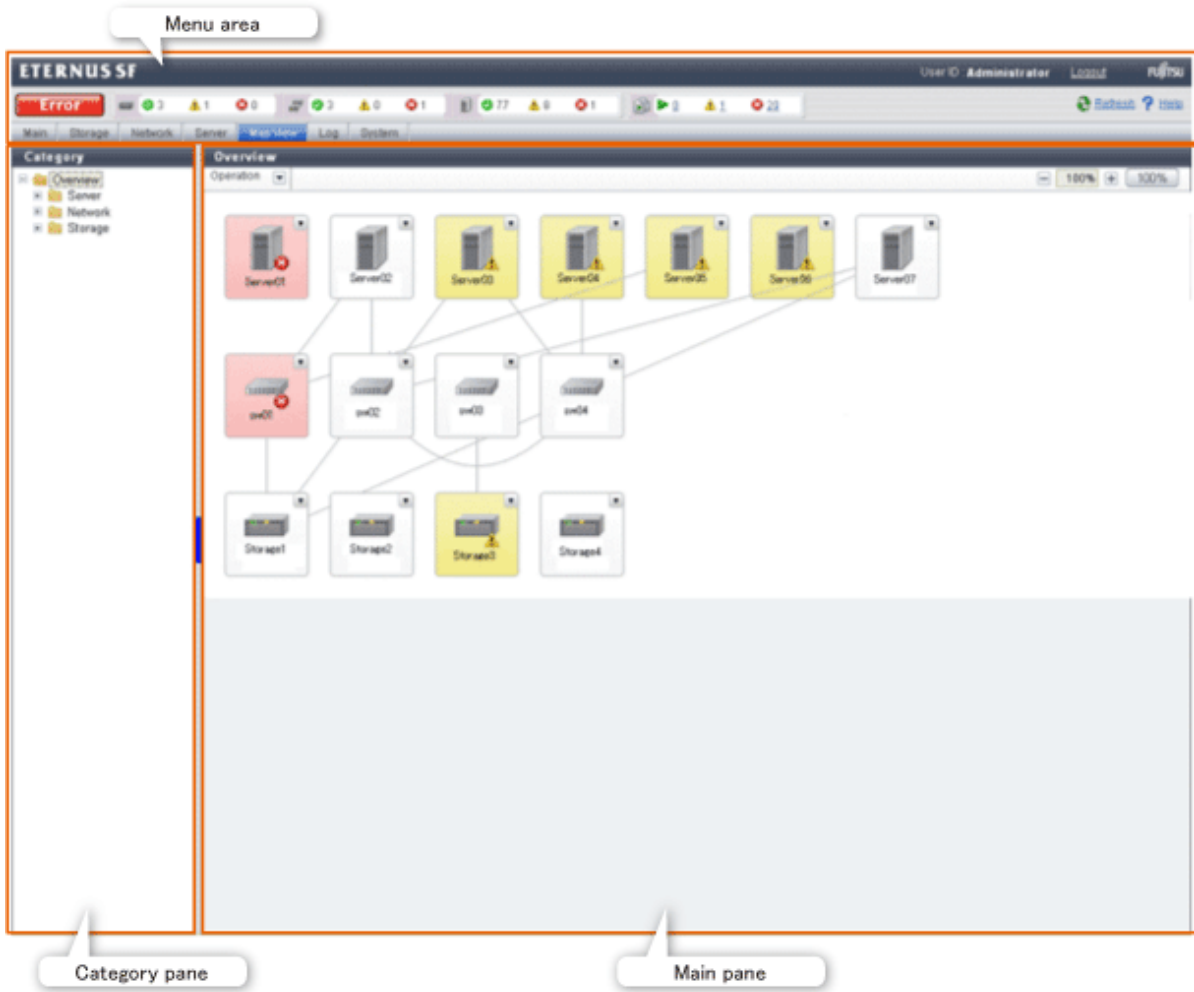 Menu area
ETERNUS SF
User ID Administrator Logout FUJITSU
Error 3 1 0 3 0 1 77 1 0 1 23
Refresh Help
Main Storage Network Server Map View Log System
Category
Overview
Operation 100% 100%
Overview
Server
Network
Storage
Server01 Server02 Server03 Server04 Server05 Server06 Server07
sw01 sw02 sw03 sw04
Storage1 Storage2 Storage3 Storage4
Category pane
Main pane